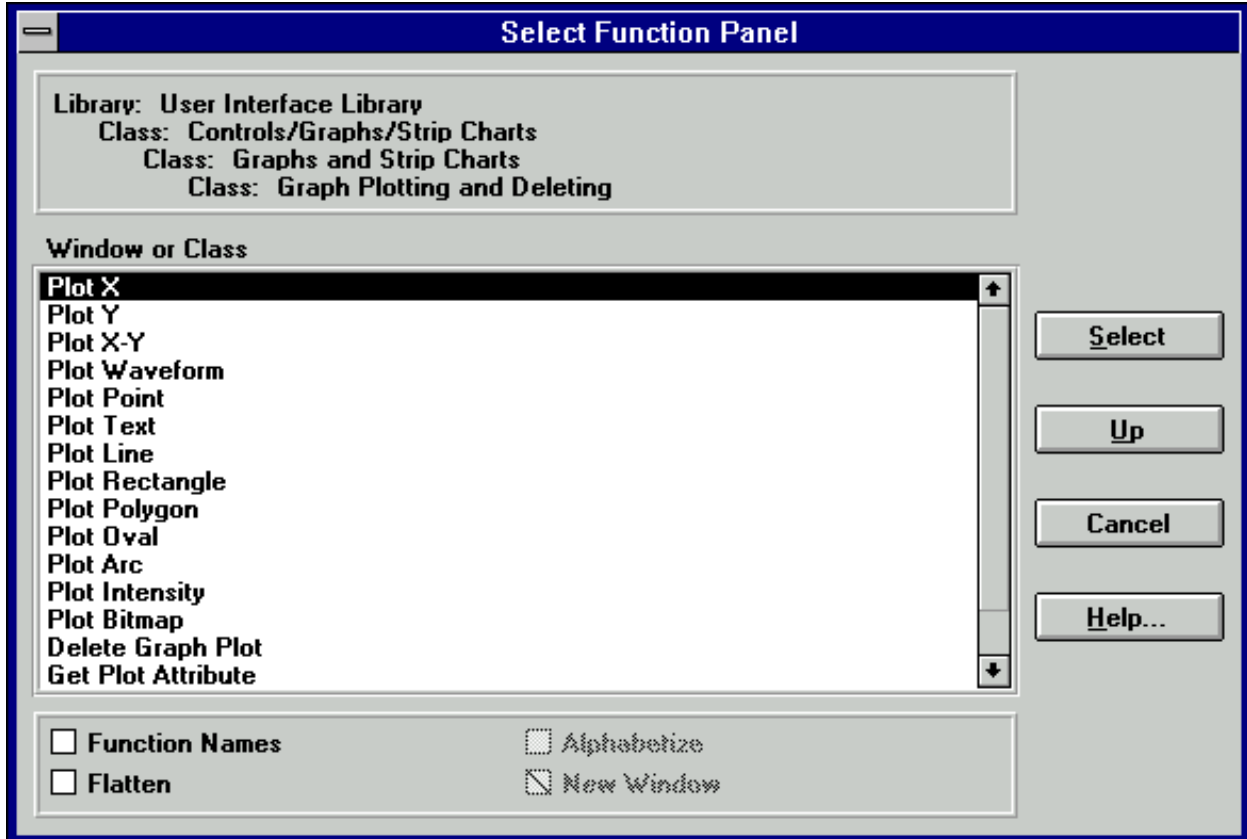 Select Function Panel
Library: User Interface Library
Class: Controls/Graphs/Strip Charts
Class: Graphs and Strip Charts
Class: Graph Plotting and Deleting
Window or Class
Plot X
Plot Y
Plot X-Y
Plot Waveform
Plot Point
Plot Text
Plot Line
Plot Rectangle
Plot Polygon
Plot Oval
Plot Arc
Plot Intensity
Plot Bitmap
Delete Graph Plot
Get Plot Attribute
Select
Up
Cancel
Help...
Function Names
Alphabetize
Flatten
New Window